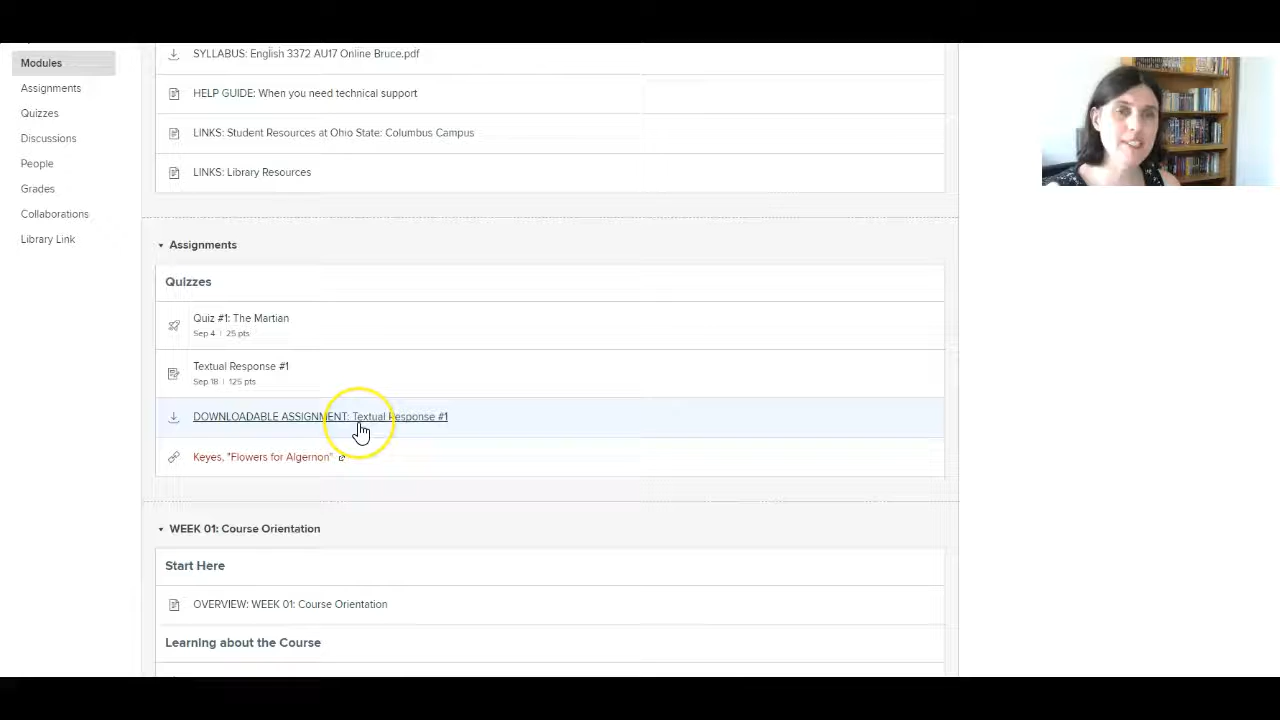 Modules
Assignments
Quizzes
Discussions
People
Grades
Collaborations
Library Link
SYLLABUS: English 3372 AU17 Online Bruce.pdf
HELP GUIDE: When you need technical support
LINKS: Student Resources at Ohio State: Columbus Campus
LINKS: Library Resources
Assignments
Quizzes
Quiz #1: The Martian
Sep 4 | 25 pts
Textual Response #1
Sep 18 | 125 pts
DOWNLOADABLE ASSIGNMENT: Textual Response #1
Keyes, "Flowers for Algernon"
WEEK 01: Course Orientation
Start Here
OVERVIEW: WEEK 01: Course Orientation
Learning about the Course